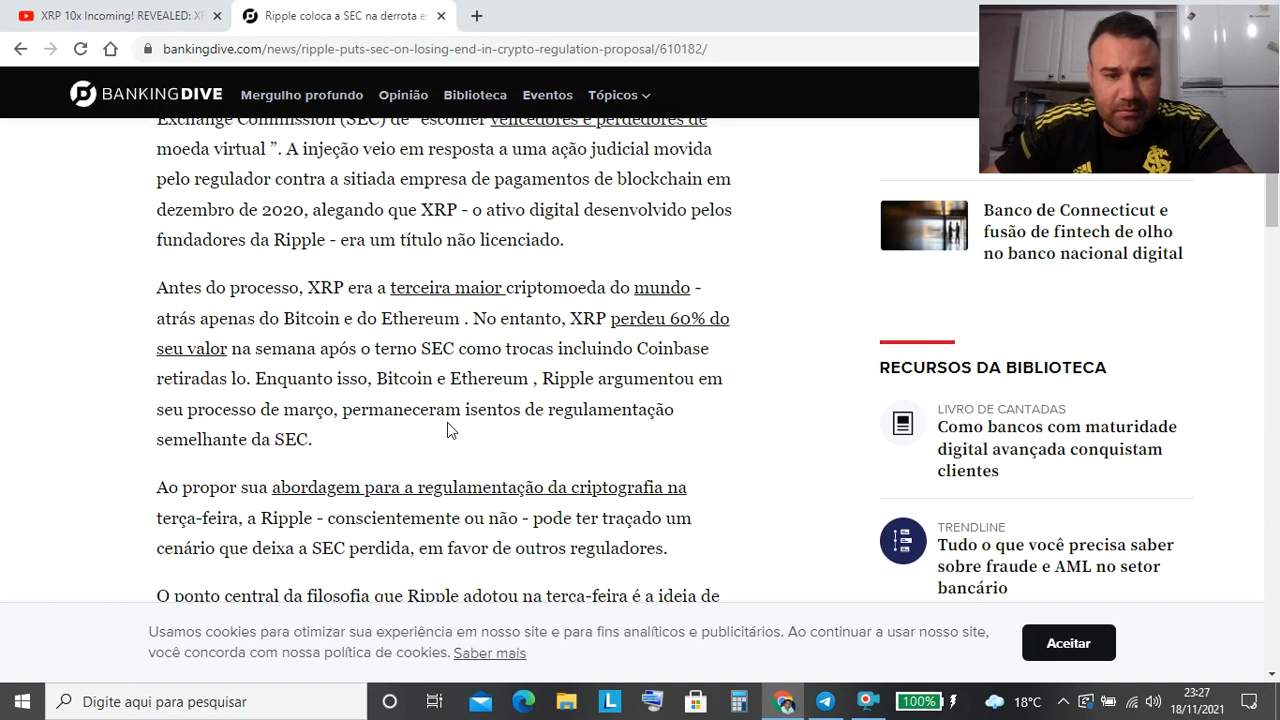 XRP 10x Incoming! REVEALED: XR
Ripple coloca a SEC na derrota e
bankingdive.com/news/ripple-puts-sec-on-losing-end-in-crypto-regulation-proposal/610182/
BANKINGDIVE
Mergulho profundo
Opinião
Biblioteca
Eventos
Tópicos
Exchange Commission (SEC) de “escolher vencedores e perdedores de
moeda virtual ”. A injeção veio em resposta a uma ação judicial movida
pelo regulador contra a sitiada empresa de pagamentos de blockchain em
dezembro de 2020, alegando que XRP - o ativo digital desenvolvido pelos
fundadores da Ripple - era um título não licenciado.
Antes do processo, XRP era a terceira maior criptomoeda do mundo -
atrás apenas do Bitcoin e do Ethereum . No entanto, XRP perdeu 60% do
seu valor na semana após o terno SEC como trocas incluindo Coinbase
retiradas lo. Enquanto isso, Bitcoin e Ethereum , Ripple argumentou em
seu processo de março, permaneceram isentos de regulamentação
semelhante da SEC.
Ao propor sua abordagem para a regulamentação da criptografia na
terça-feira, a Ripple - conscientemente ou não - pode ter traçado um
cenário que deixa a SEC perdida, em favor de outros reguladores.
O ponto central da filosofia que Ripple adotou na terça-feira é a ideia de
Banco de Connecticut e
fusão de fintech de olho
no banco nacional digital
RECURSOS DA BIBLIOTECA
LIVRO DE CANTADAS
Como bancos com maturidade
digital avançada conquistam
clientes
TRENDLINE
Tudo o que você precisa saber
sobre fraude e AML no setor
bancário
Usamos cookies para otimizar sua experiência em nosso site e para fins analíticos e publicitários. Ao continuar a usar nosso site,
você concorda com nossa política de cookies. Saber mais
Aceitar
Digite aqui para pesquisar
L
100%
18°C
23:27
18/11/2021